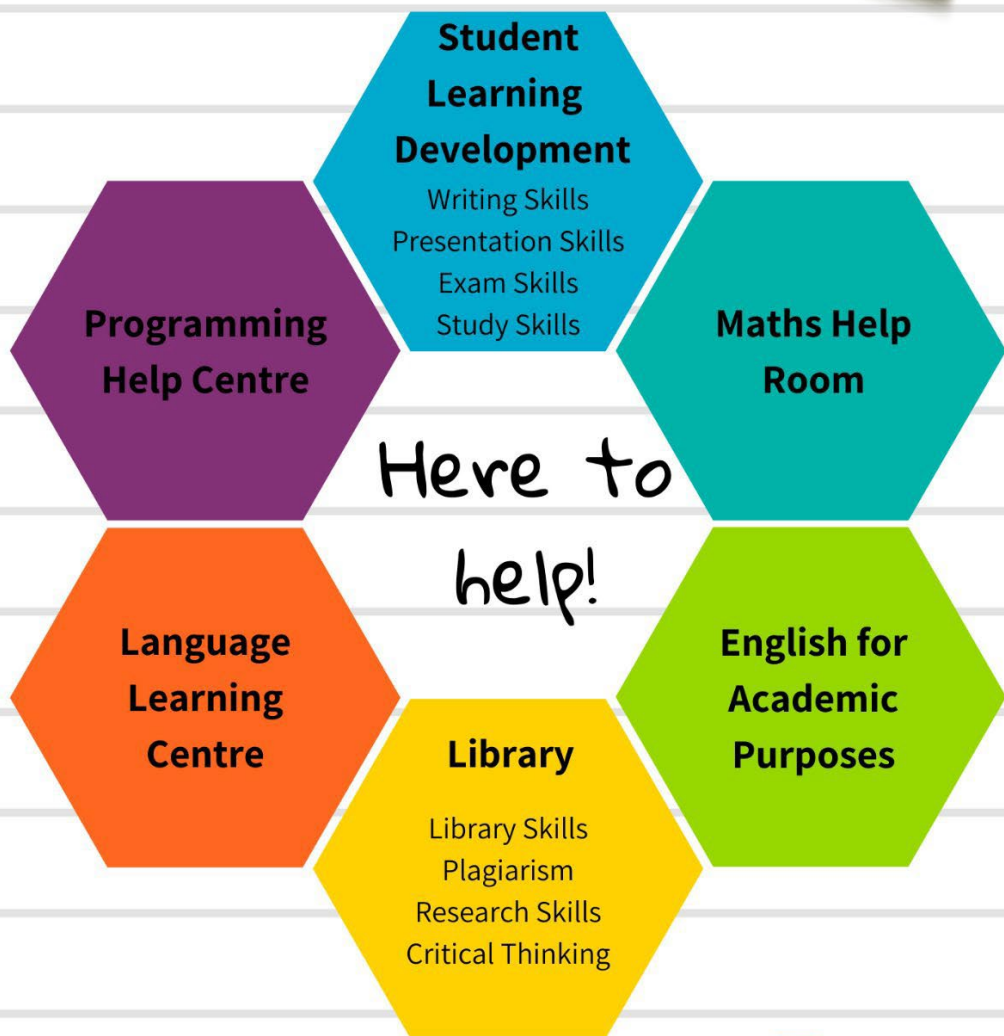 Student
Learning
Development
Writing Skills
Presentation Skills
Exam Skills
Study Skills
Programming
Help Centre
Maths Help
Room
Here to
help!
Language
Learning
Centre
English for
Academic
Purposes
Library
Library Skills
Plagiarism
Research Skills
Critical Thinking